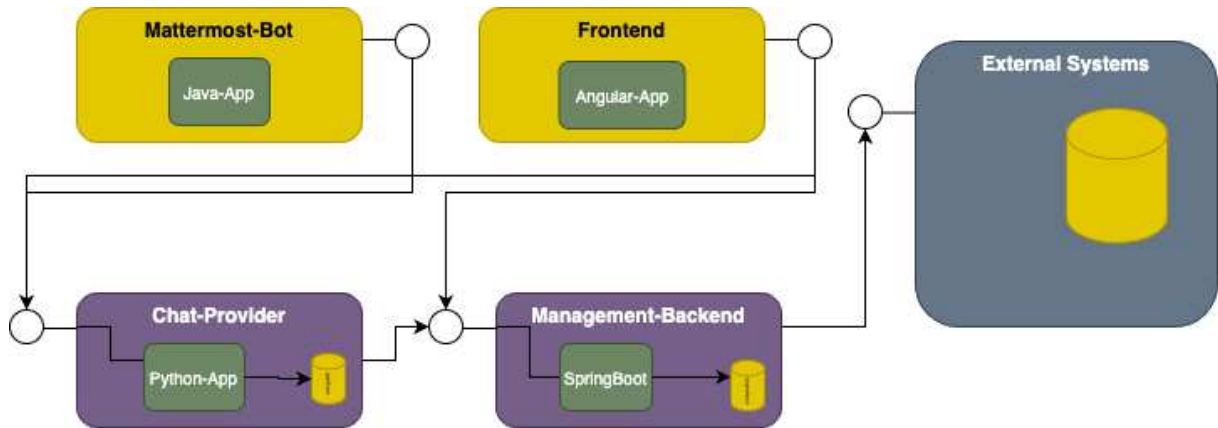 Mattermost-Bot
Java-App
Frontend
Angular-App
External Systems
Chat-Provider
Python-App
Management-Backend
SpringBoot